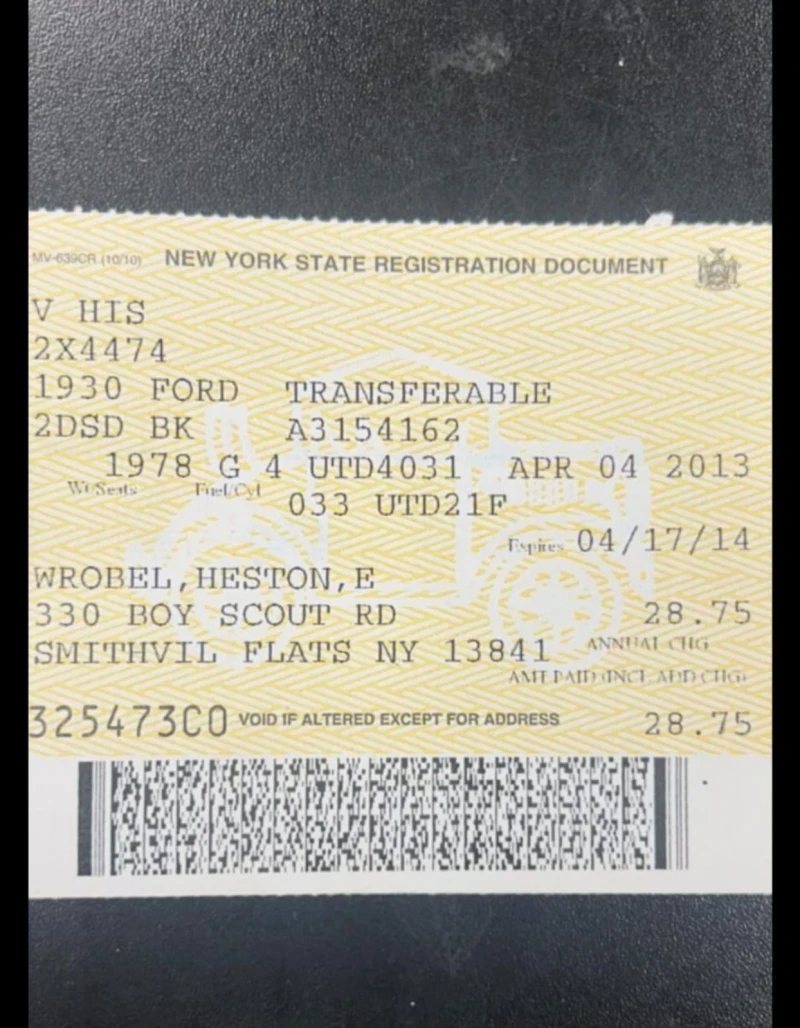 MV-639CR (10/10) NEW YORK STATE REGISTRATION DOCUMENT
V HIS
2X4474
1930 FORD TRANSFERABLE
2DSD BK A3154162
1978 G 4 UTD4031 APR 04 2013
Wt/Seats Fuel/Cyl
033 UTD21F
Expires 04/17/14
WROBEL,HESTON,E
330 BOY SCOUT RD 28.75
SMITHVIL FLATS NY 13841 ANNUAL CHG
AMT PAID (INCL ADD CHG)
325473CO VOID IF ALTERED EXCEPT FOR ADDRESS 28.75